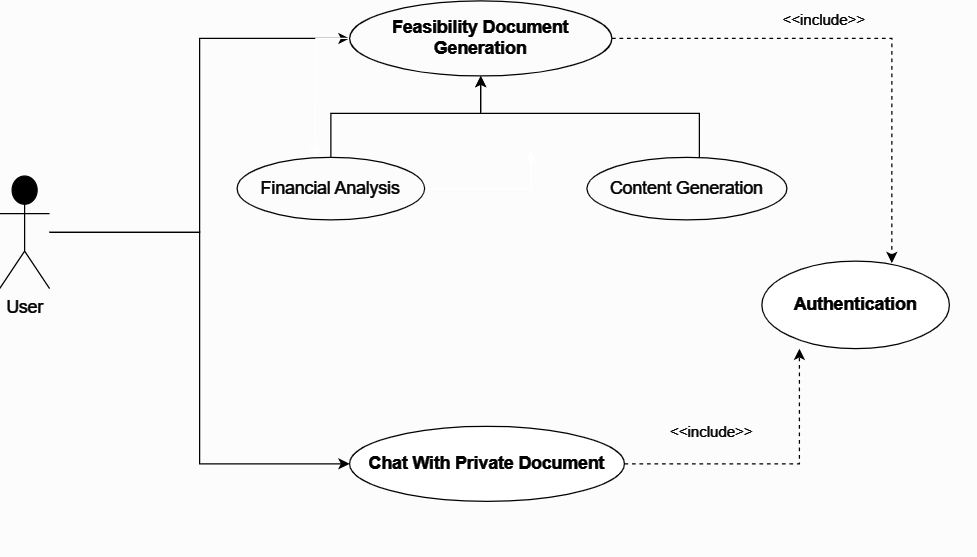 <<include>>
Feasibility Document
Generation
Financial Analysis
Content Generation
User
Authentication
<<include>>
Chat With Private Document